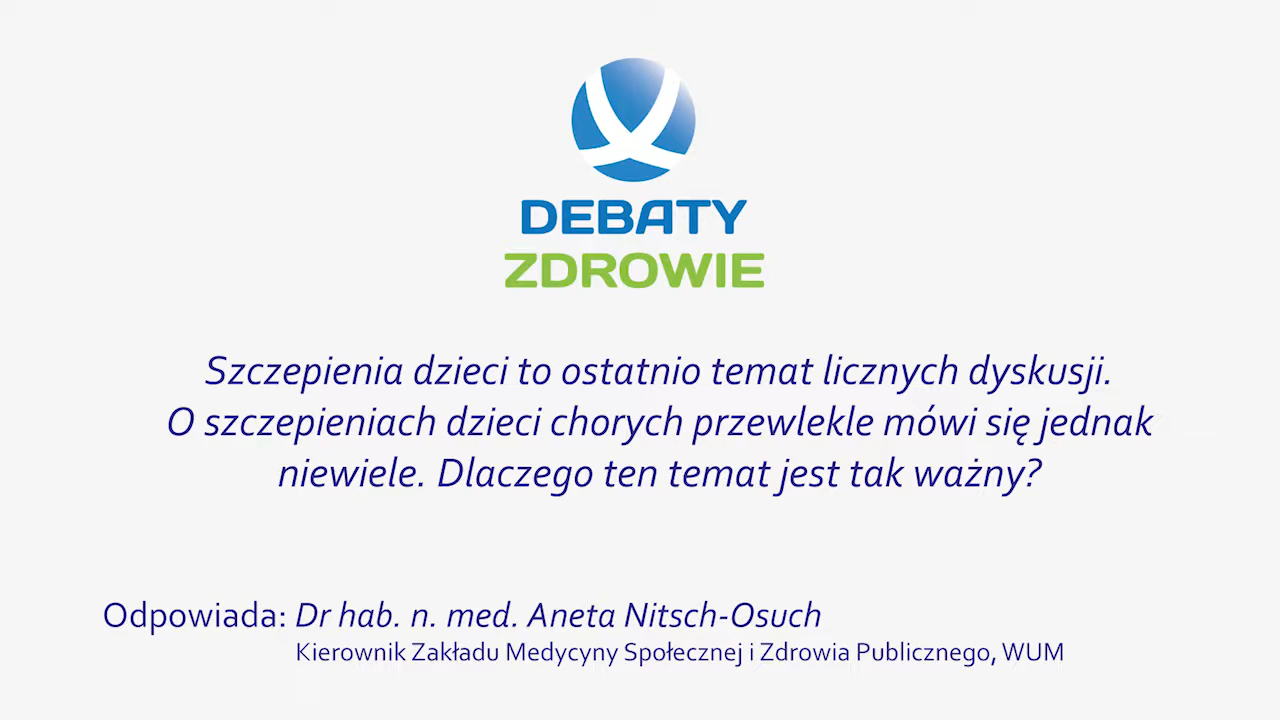 DEBATY
ZDROWIE
Szczepienia dzieci to ostatnio temat licznych dyskusji.
O szczepieniach dzieci chorych przewlekle mówi się jednak
niewiele. Dlaczego ten temat jest tak ważny?
Odpowiada: Dr hab. n. med. Aneta Nitsch-Osuch
Kierownik Zakładu Medycyny Społecznej i Zdrowia Publicznego, WUM